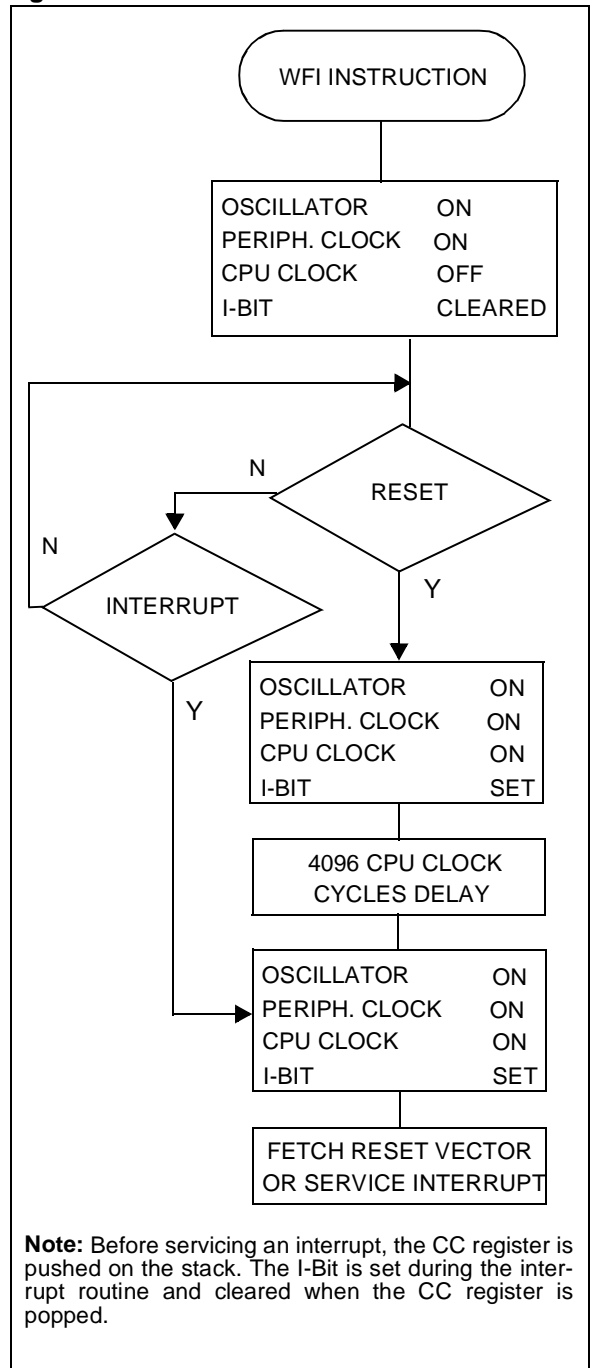 WFI INSTRUCTION
OSCILLATOR ON
PERIPH. CLOCK ON
CPU CLOCK OFF
I-BIT CLEARED
RESET
N
Y
INTERRUPT
N
Y
OSCILLATOR ON
PERIPH. CLOCK ON
CPU CLOCK ON
I-BIT SET
4096 CPU CLOCK
CYCLES DELAY
OSCILLATOR ON
PERIPH. CLOCK ON
CPU CLOCK ON
I-BIT SET
FETCH RESET VECTOR
OR SERVICE INTERRUPT
Note: Before servicing an interrupt, the CC register is
pushed on the stack. The I-Bit is set during the inter-
rupt routine and cleared when the CC register is
popped.